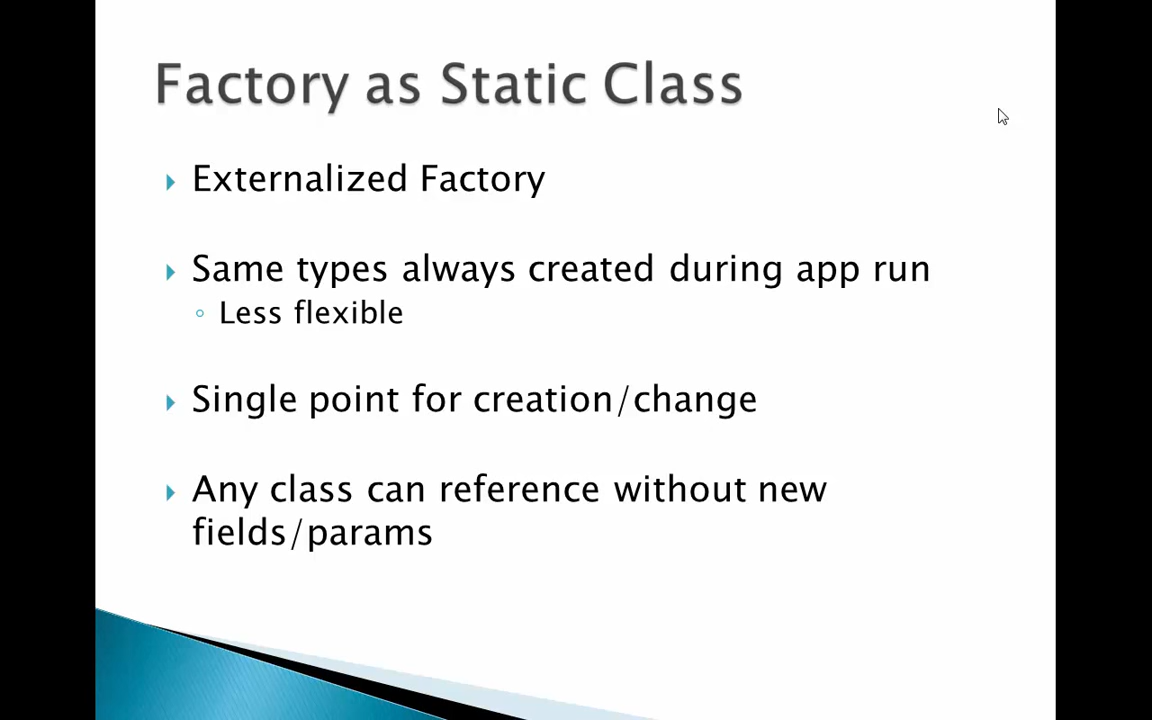 Factory as Static Class
Externalized Factory
Same types always created during app run
Less flexible
Single point for creation/change
Any class can reference without new
fields/params